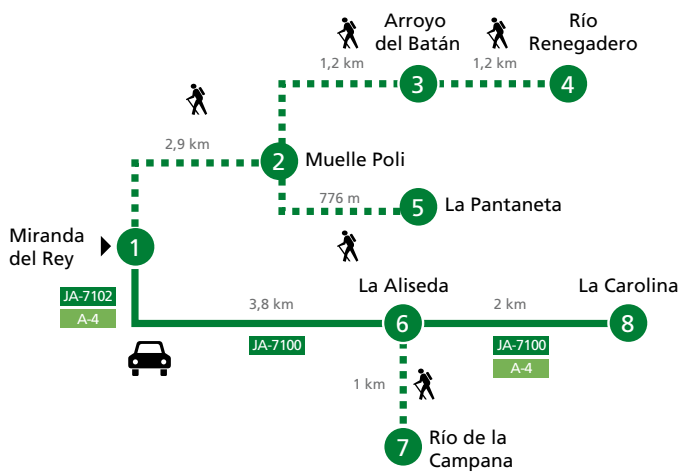 Arroyo
del Batán
Río
Renegadero
1,2 km
1,2 km
3
4
2,9 km
2
Muelle Poli
776 m
5
La Pantaneta
Miranda
del Rey
1
JA-7102
A-4
3,8 km
JA-7100
La Aliseda
6
2 km
JA-7100
A-4
La Carolina
8
1 km
7
Río de la
Campana